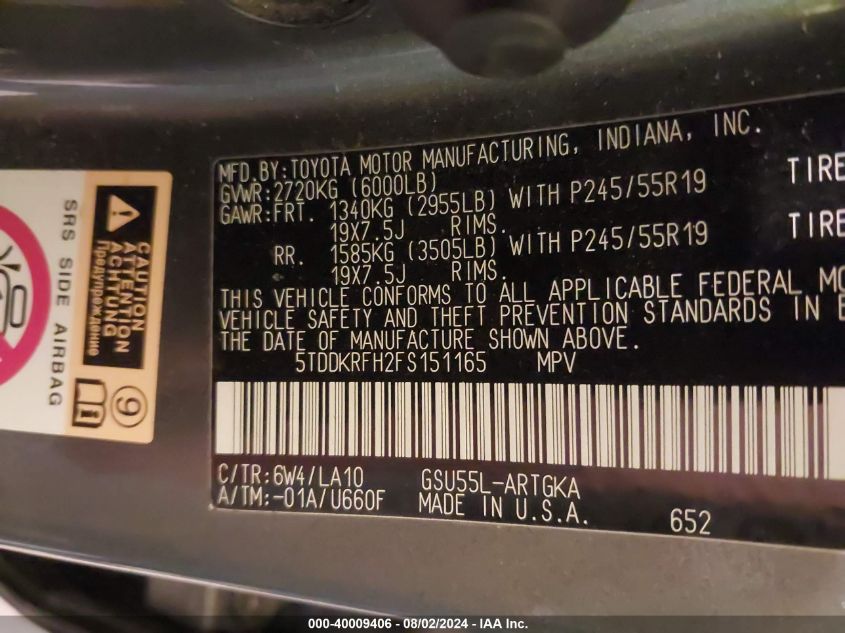 MFD.BY:TOYOTA MOTOR MANUFACTURING, INDIANA, INC.
GVWR:2720KG (6000LB)
GAWR:FRT. 1340KG (2955LB) WITH P245/55R19 TIRE
19X7.5J RIMS.
RR. 1585KG (3505LB) WITH P245/55R19 TIRE
19X7.5J RIMS.
THIS VEHICLE CONFORMS TO ALL APPLICABLE FEDERAL MO
VEHICLE SAFETY AND THEFT PREVENTION STANDARDS IN E
THE DATE OF MANUFACTURE SHOWN ABOVE.
5TDDKRFH2FS151165 MPV
C/TR:6W4/LA10 GSU55L-ARTGKA
A/TM:-01A/U660F MADE IN U.S.A.
652
SRS SIDE AIRBAG
CAUTION
ATTENTION
ACHTUNG
Предупреждение
9
000-40009406 - 08/02/2024 - IAA Inc.